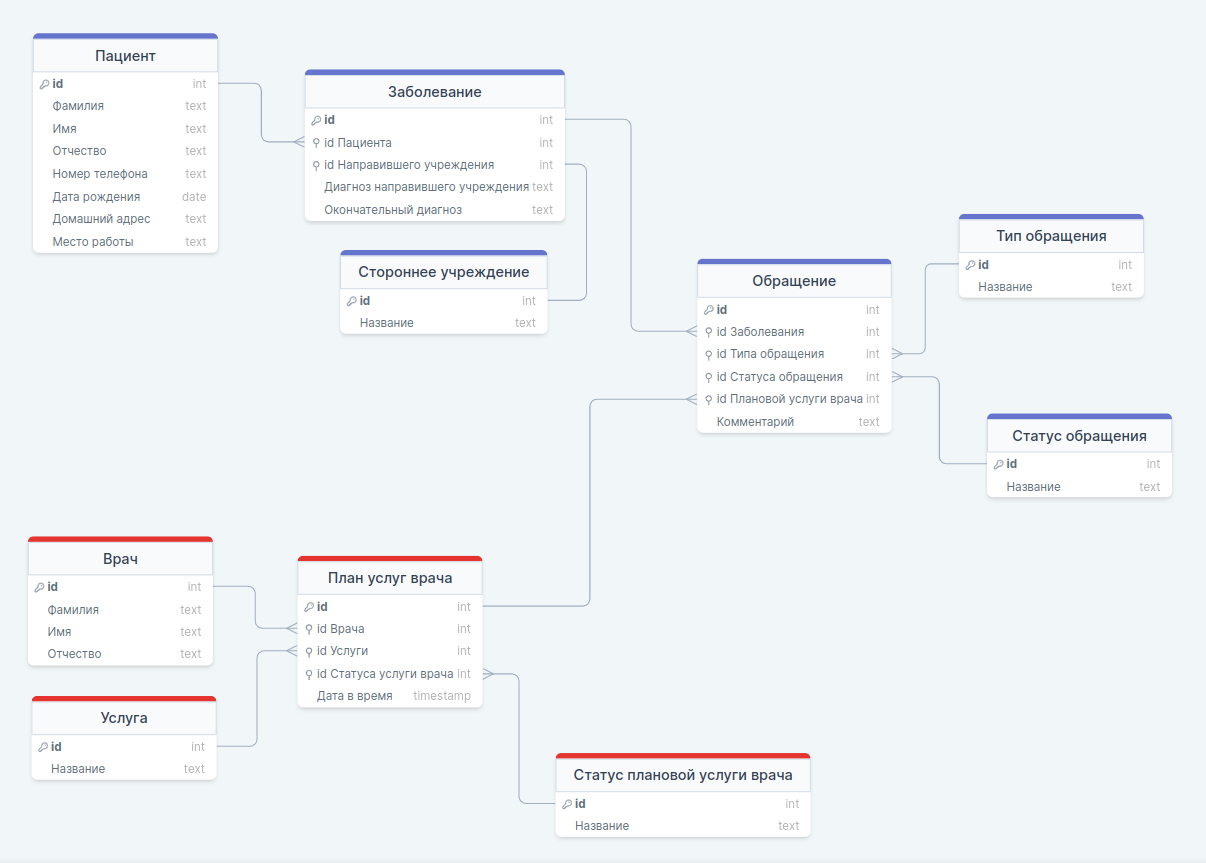 Пациент
id int
Фамилия text
Имя text
Отчество text
Номер телефона text
Дата рождения date
Домашний адрес text
Место работы text
Заболевание
id int
id Пациента int
id Направившего учреждения int
Диагноз направившего учреждения text
Окончательный диагноз text
Стороннее учреждение
id int
Название text
Обращение
id int
id Заболевания int
id Типа обращения int
id Статуса обращения int
id Плановой услуги врача int
Комментарий text
Тип обращения
id int
Название text
Статус обращения
id int
Название text
Врач
id int
Фамилия text
Имя text
Отчество text
План услуг врача
id int
id Врача int
id Услуги int
id Статуса услуги врача int
Дата в время timestamp
Услуга
id int
Название text
Статус плановой услуги врача
id int
Название text